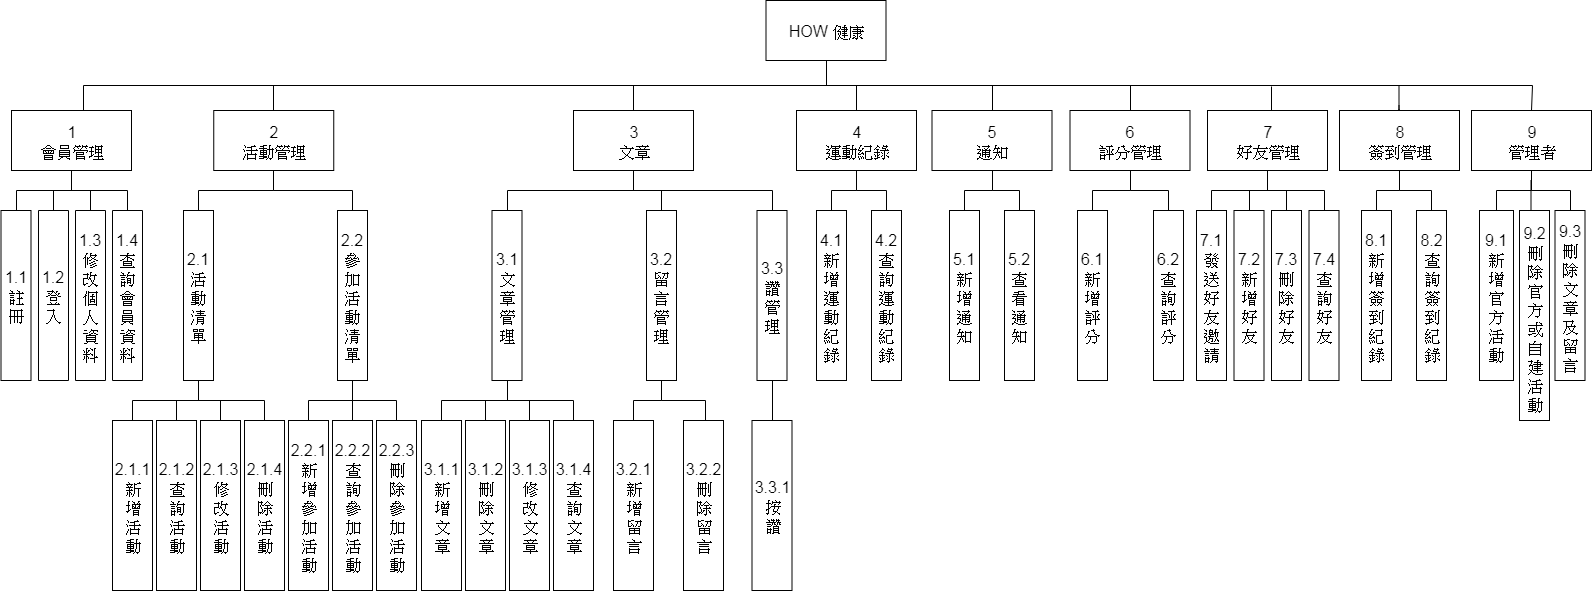 HOW 健康
1
會員管理
2
活動管理
3
文章
4
運動紀錄
5
通知
6
評分管理
7
好友管理
8
簽到管理
9
管理者
1.1
註冊
1.2
登入
1.3
修改個人資料
1.4
查詢會員資料
2.1
活動清單
2.2
參加活動清單
3.1
文章管理
3.2
留言管理
3.3
讚管理
4.1
新增運動紀錄
4.2
查詢運動紀錄
5.1
新增通知
5.2
查看通知
6.1
新增評分
6.2
查詢評分
7.1
發送好友邀請
7.2
新增好友
7.3
刪除好友
7.4
查詢好友
8.1
新增簽到紀錄
8.2
查詢簽到紀錄
9.1
新增官方活動
9.2
刪除官方或自建活動
9.3
刪除文章及留言
2.1.1
新增活動
2.1.2
查詢活動
2.1.3
修改活動
2.1.4
刪除活動
2.2.1
新增參加活動
2.2.2
查詢參加活動
2.2.3
刪除參加活動
3.1.1
新增文章
3.1.2
刪除文章
3.1.3
修改文章
3.1.4
查詢文章
3.2.1
新增留言
3.2.2
刪除留言
3.3.1
按讚